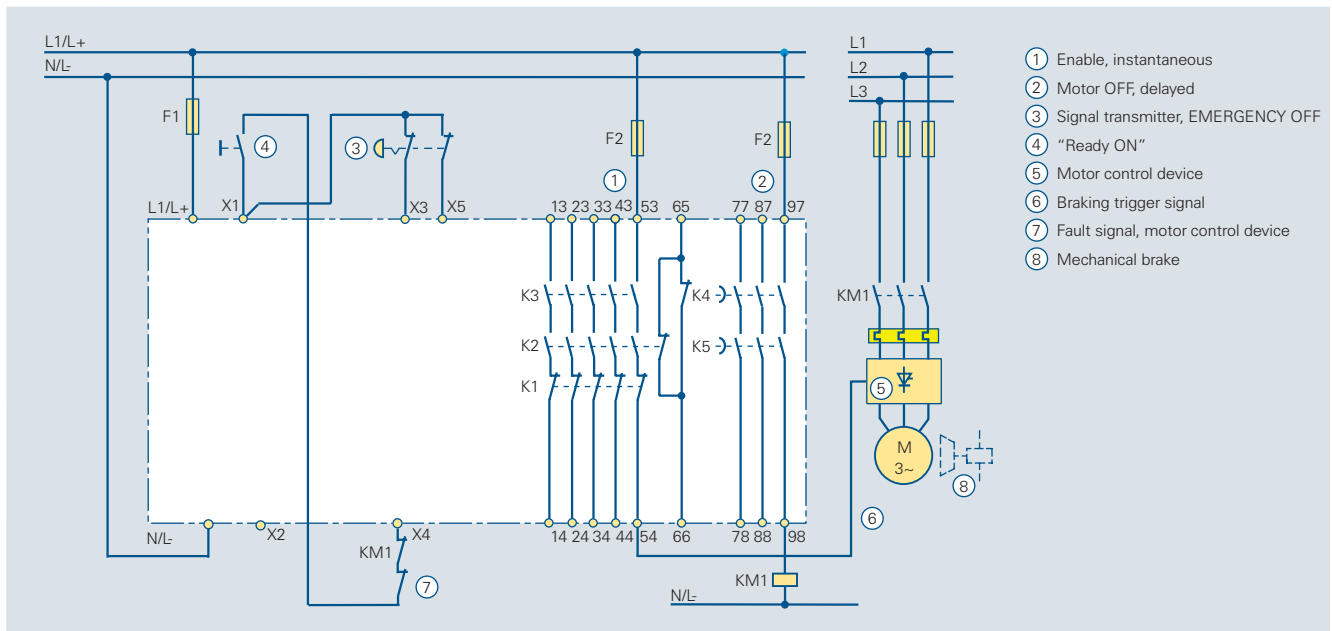 L1/L+
N/L-
F1
4
3
F2
1
F2
2
L1
L2
L3
1 Enable, instantaneous
2 Motor OFF, delayed
3 Signal transmitter, EMERGENCY OFF
4 “Ready ON”
5 Motor control device
6 Braking trigger signal
7 Fault signal, motor control device
8 Mechanical brake
L1/L+ X1 X3 X5 13 23 33 43 53 65 77 87 97
K3 K4 KM1
K2 K5
K1
5
M
3~
8
6
N/L- X2 X4 14 24 34 44 54 66 78 88 98
KM1
7
KM1
N/L-